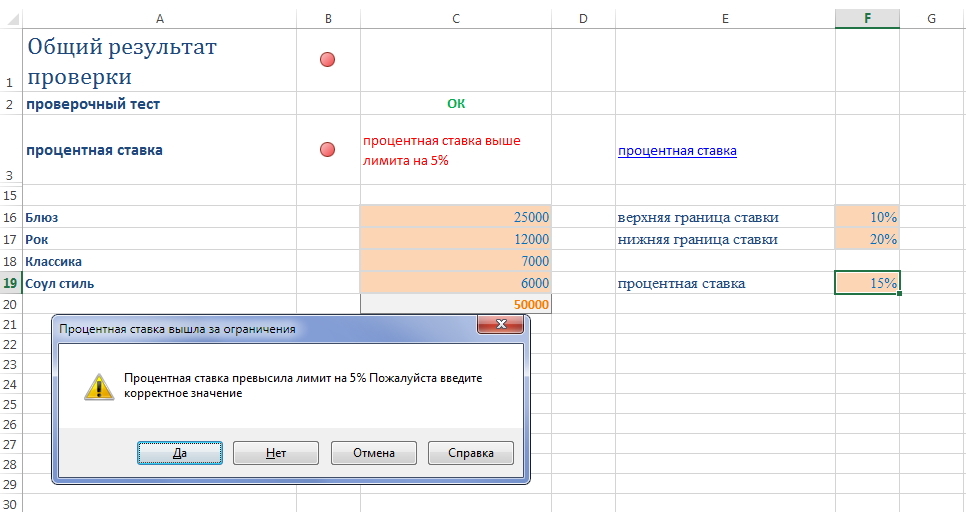 A B C D E F G
1 Общий результат
проверки
2 проверочный тест OK
3 процентная ставка процентная ставка выше
лимита на 5% процентная ставка
15
16 Блюз 25000 верхняя граница ставки 10%
17 Рок 12000 нижняя граница ставки 20%
18 Классика 7000
19 Соул стиль 6000 процентная ставка 15%
20 50000
21
22
23
24
25
26
27
28
29
30
Процентная ставка вышла за ограничения
Процентная ставка превысила лимит на 5% Пожалуйста введите
корректное значение
Да Нет Отмена Справка